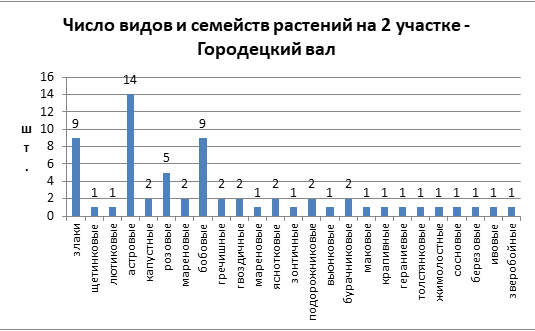 Число видов и семейств растений на 2 участке -
Городецкий вал
16
14
12
10
8
6
4
2
0
шт.
9
1
1
14
2
5
2
9
2
2
1
2
1
2
1
2
1
1
1
1
1
1
1
1
1
злаки
щетинковые
лютиковые
астровые
капустные
розовые
мареновые
бобовые
гречишные
гвоздичные
мареновые
яснотковые
зонтичные
подорожниковые
вьюнковые
бурачниковые
маковые
крапивные
гераниевые
толстянковые
жимолостные
сосновые
березовые
ивовые
зверобойные